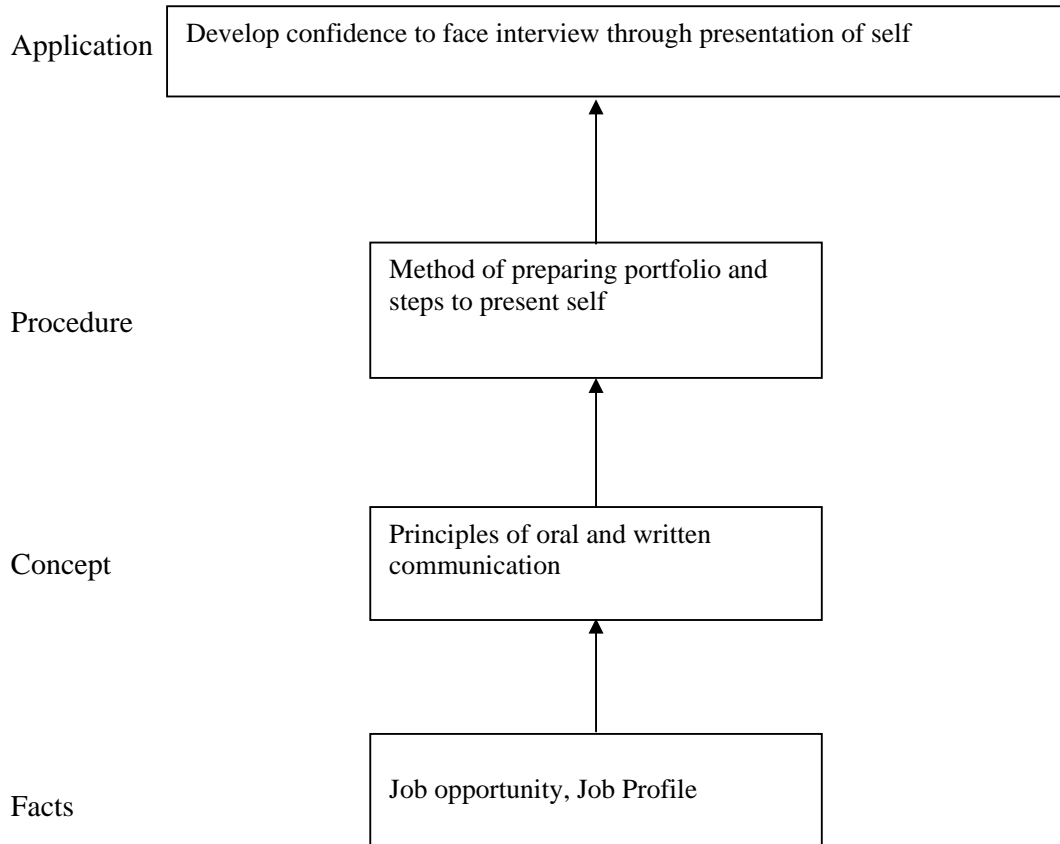 Application
Develop confidence to face interview through presentation of self
Procedure
Method of preparing portfolio and
steps to present self
Concept
Principles of oral and written
communication
Facts
Job opportunity, Job Profile